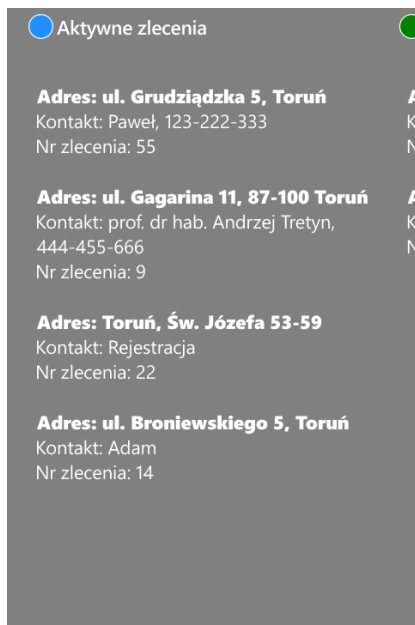 Aktywne zlecenia
Adres: ul. Grudziądzka 5, Toruń
Kontakt: Paweł, 123-222-333
Nr zlecenia: 55
Adres: ul. Gagarina 11, 87-100 Toruń
Kontakt: prof. dr hab. Andrzej Tretyn,
444-455-666
Nr zlecenia: 9
Adres: Toruń, Św. Józefa 53-59
Kontakt: Rejestracja
Nr zlecenia: 22
Adres: ul. Broniewskiego 5, Toruń
Kontakt: Adam
Nr zlecenia: 14